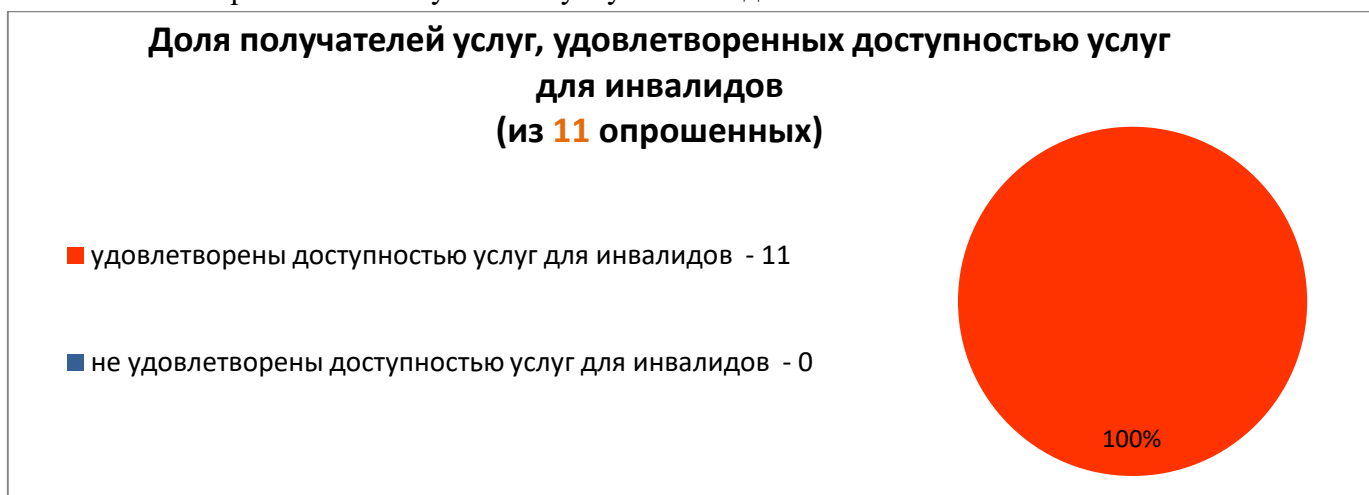 Доля получателей услуг, удовлетворенных доступностью услуг
для инвалидов
(из 11 опрошенных)
удовлетворены доступностью услуг для инвалидов - 11
не удовлетворены доступностью услуг для инвалидов - 0
100%